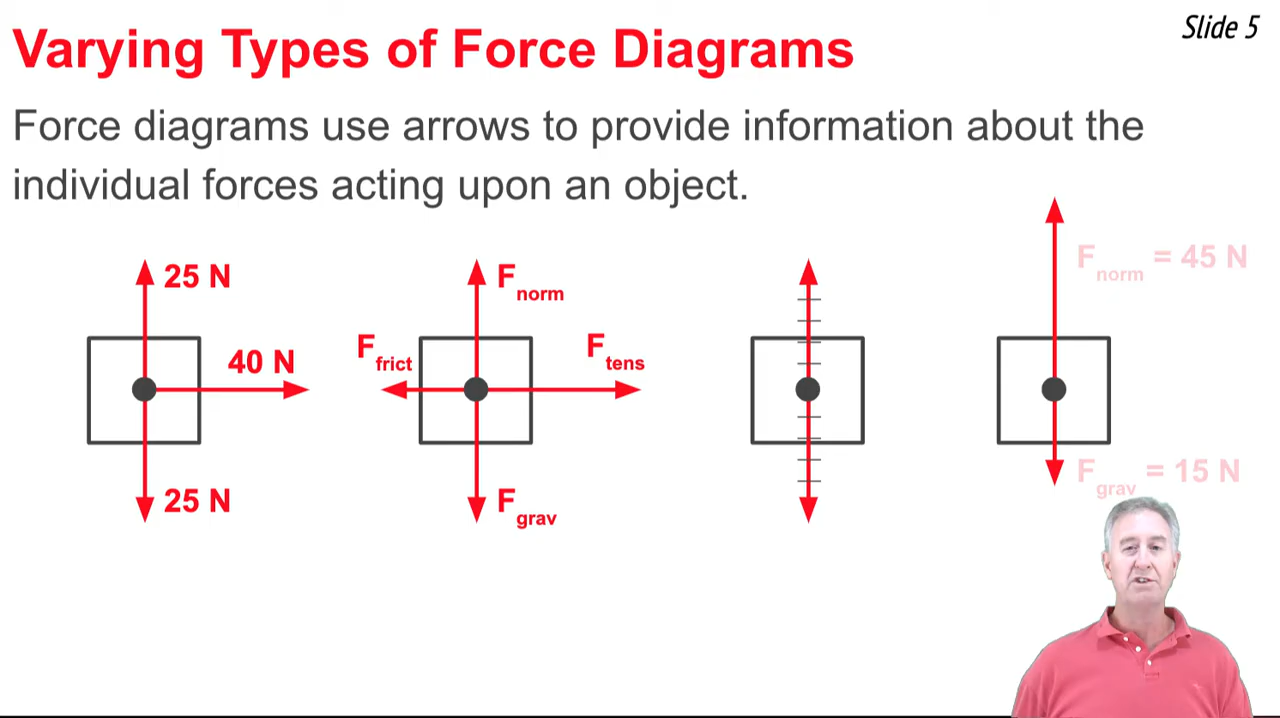 Slide 5
Varying Types of Force Diagrams
Force diagrams use arrows to provide information about the
individual forces acting upon an object.
25 N
40 N
25 N
F norm
F frict
F tens
F grav
F norm = 45 N
F grav = 15 N